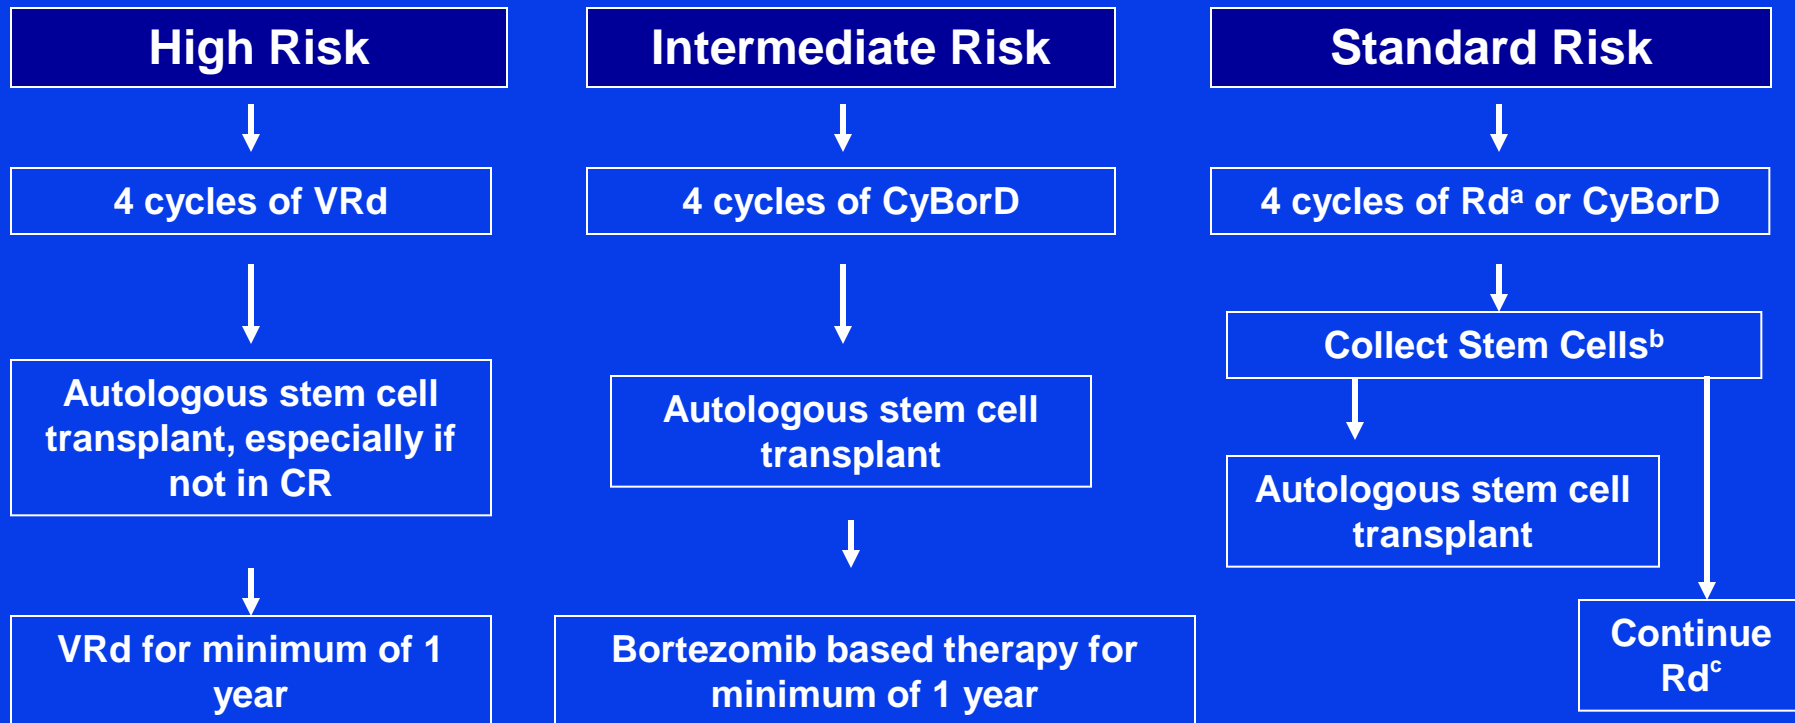 High Risk
4 cycles of VRd
Autologous stem cell
transplant, especially if
not in CR
VRd for minimum of 1
year
Intermediate Risk
4 cycles of CyBorD
Autologous stem cell
transplant
Bortezomib based therapy for
minimum of 1 year
Standard Risk
4 cycles of Rdᵃ or CyBorD
Collect Stem Cellsᵇ
Autologous stem cell
transplant
Continue
Rdᶜ